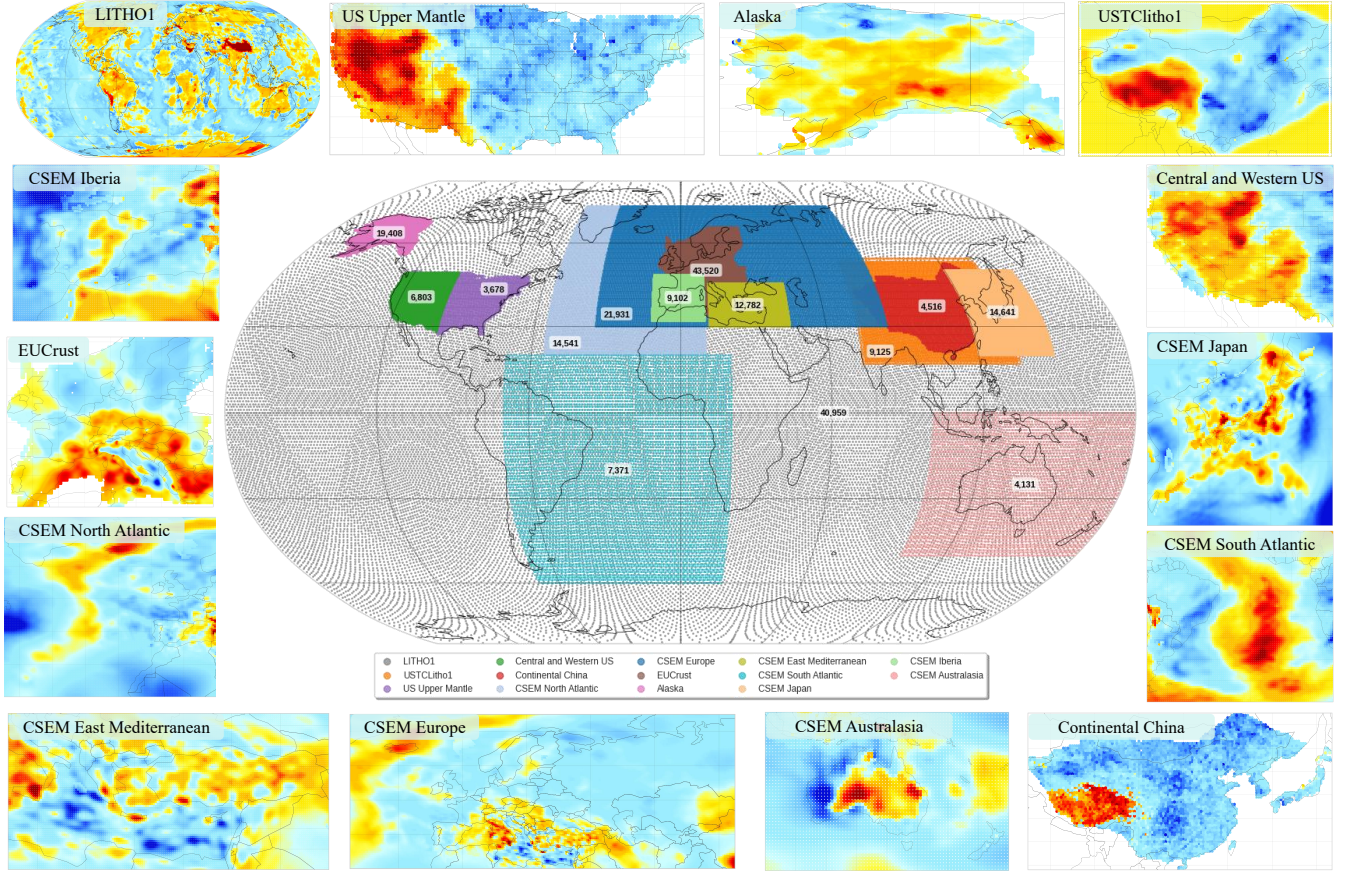 LITHO1
US Upper Mantle
Alaska
USTClitho1
CSEM Iberia
Central and Western US
EUCrust
CSEM Japan
CSEM North Atlantic
CSEM South Atlantic
19,408
6,803
3,678
43,520
9,102
12,782
21,931
14,541
4,516
14,641
9,125
40,959
7,371
4,131
LITHO1
USTCLitho1
US Upper Mantle
Central and Western US
Continental China
CSEM North Atlantic
CSEM Europe
EUCrust
Alaska
CSEM East Mediterranean
CSEM South Atlantic
CSEM Japan
CSEM Iberia
CSEM Australasia
CSEM East Mediterranean
CSEM Europe
CSEM Australasia
Continental China